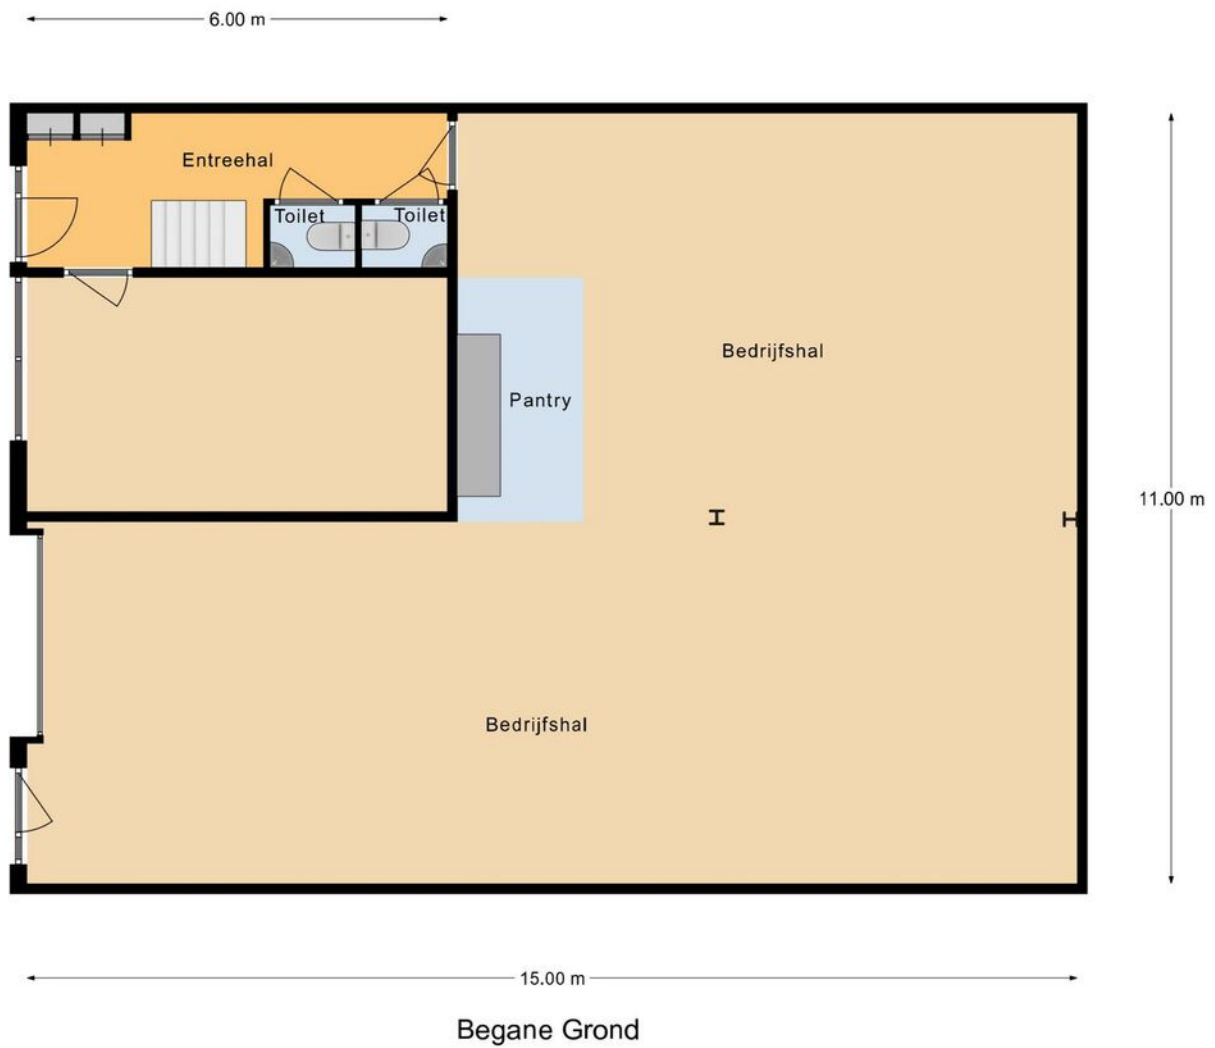 6.00 m
Entreehal
Toilet
Toilet
Bedrijfshal
Pantry
11.00 m
Bedrijfshal
15.00 m
Begane Grond